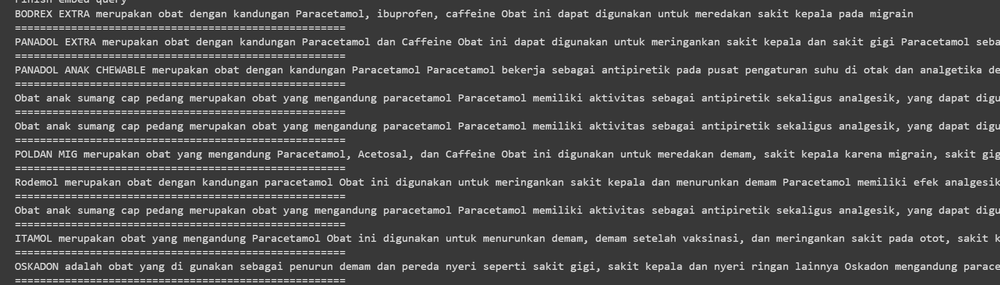 Finish embed query
BODREX EXTRA merupakan obat dengan kandungan Paracetamol, ibuprofen, caffeine Obat ini dapat digunakan untuk meredakan sakit kepala pada migrain
=====================================================
PANADOL EXTRA merupakan obat dengan kandungan Paracetamol dan Caffeine Obat ini dapat digunakan untuk meringankan sakit kepala dan sakit gigi Paracetamol seba
=====================================================
PANADOL ANAK CHEWABLE merupakan obat dengan kandungan Paracetamol Paracetamol bekerja sebagai antipiretik pada pusat pengaturan suhu di otak dan analgetika de
=====================================================
Obat anak sumang cap pedang merupakan obat yang mengandung paracetamol Paracetamol memiliki aktivitas sebagai antipiretik sekaligus analgesik, yang dapat digu
=====================================================
Obat anak sumang cap pedang merupakan obat yang mengandung paracetamol Paracetamol memiliki aktivitas sebagai antipiretik sekaligus analgesik, yang dapat digu
=====================================================
POLDAN MIG merupakan obat yang mengandung Paracetamol, Acetosal, dan Caffeine Obat ini digunakan untuk meredakan demam, sakit kepala karena migrain, sakit gig
=====================================================
Rodemol merupakan obat dengan kandungan paracetamol Obat ini digunakan untuk meringankan sakit kepala dan menurunkan demam Paracetamol memiliki efek analgesik
=====================================================
Obat anak sumang cap pedang merupakan obat yang mengandung paracetamol Paracetamol memiliki aktivitas sebagai antipiretik sekaligus analgesik, yang dapat digu
=====================================================
ITAMOL merupakan obat yang mengandung Paracetamol Obat ini digunakan untuk menurunkan demam, demam setelah vaksinasi, dan meringankan sakit pada otot, sakit k
=====================================================
OSKADON adalah obat yang di gunakan sebagai penurun demam dan pereda nyeri seperti sakit gigi, sakit kepala dan nyeri ringan lainnya Oskadon mengandung parace
=====================================================